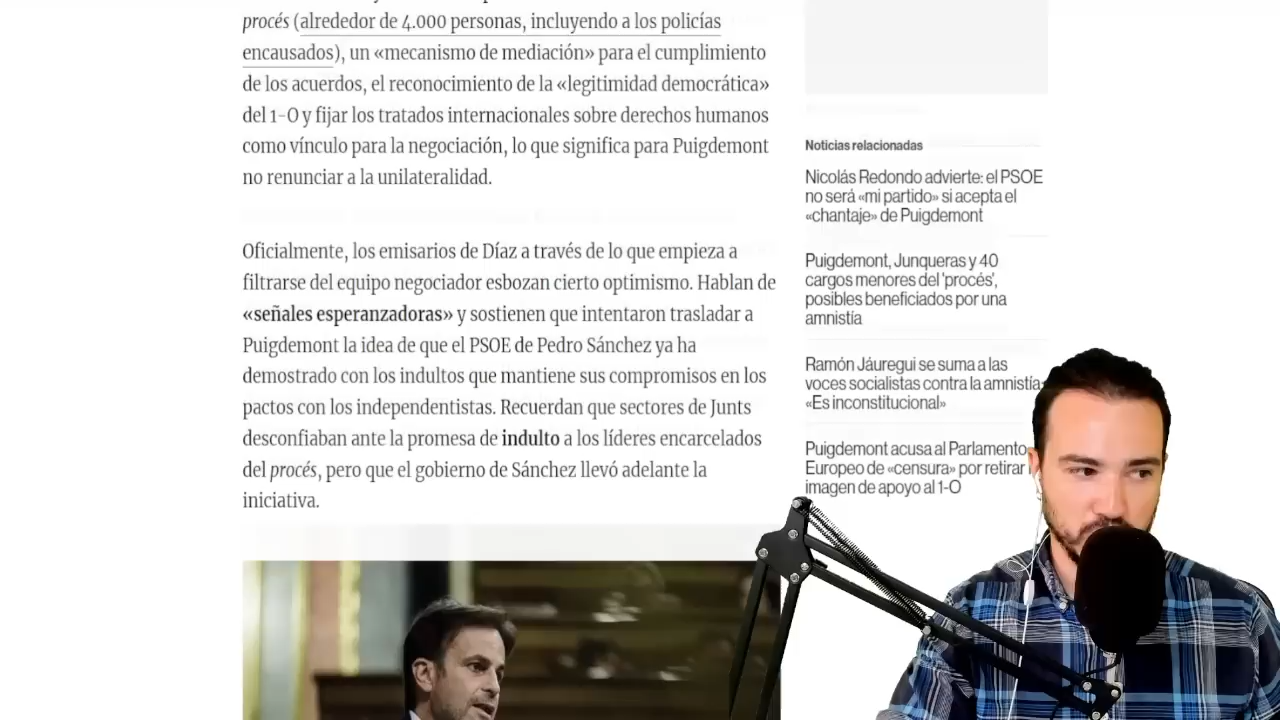 procés (alrededor de 4.000 personas, incluyendo a los policías
encausados), un «mecanismo de mediación» para el cumplimiento
de los acuerdos, el reconocimiento de la «legitimidad democrática»
del 1-O y fijar los tratados internacionales sobre derechos humanos
como vínculo para la negociación, lo que significa para Puigdemont
no renunciar a la unilateralidad.
Oficialmente, los emisarios de Díaz a través de lo que empieza a
filtrarse del equipo negociador esbozan cierto optimismo. Hablan de
«señales esperanzadoras» y sostienen que intentaron trasladar a
Puigdemont la idea de que el PSOE de Pedro Sánchez ya ha
demostrado con los indultos que mantiene sus compromisos en los
pactos con los independentistas. Recuerdan que sectores de Junts
desconfiaban ante la promesa de indulto a los líderes encarcelados
del procés, pero que el gobierno de Sánchez llevó adelante la
iniciativa.
Noticias relacionadas
Nicolás Redondo advierte: el PSOE
no será «mi partido» si acepta el
«chantaje» de Puigdemont
Puigdemont, Junqueras y 40
cargos menores del 'procés',
posibles beneficiados por una
amnistía
Ramón Jáuregui se suma a las
voces socialistas contra la amnistía:
«Es inconstitucional»
Puigdemont acusa al Parlamento
Europeo de «censura» por retirar
imagen de apoyo al 1-O